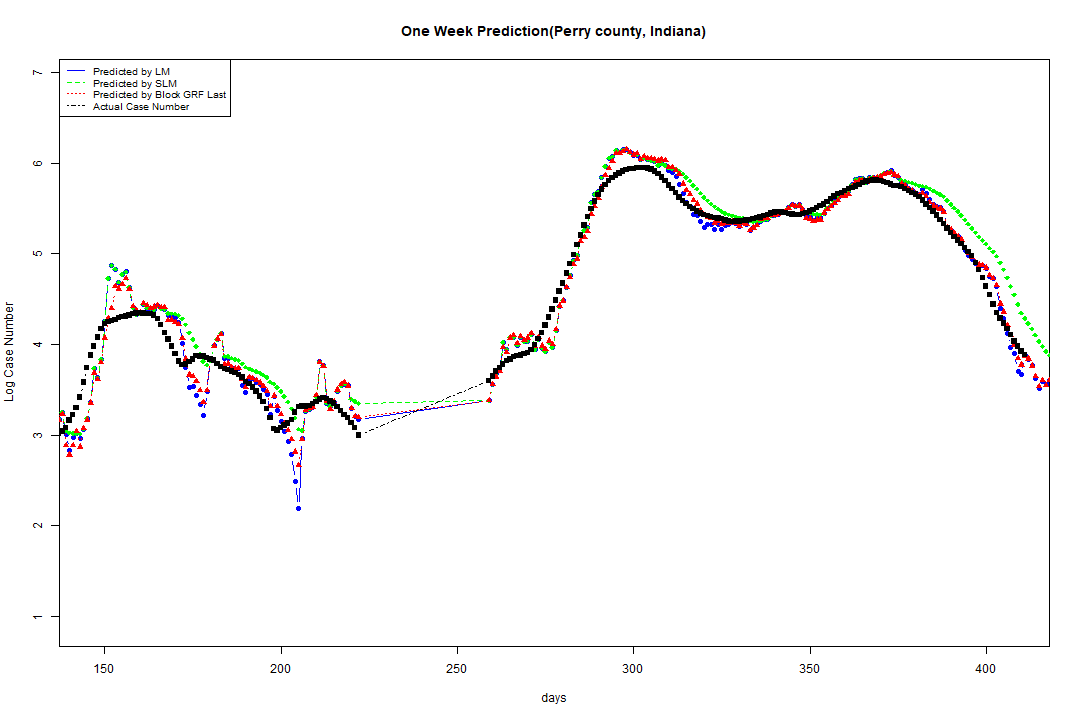 One Week Prediction(Perry county, Indiana)
Predicted by LM
Predicted by SLM
Predicted by Block GRF Last
Actual Case Number
Log Case Number
7
6
5
4
3
2
1
150 200 250 300 350 400
days